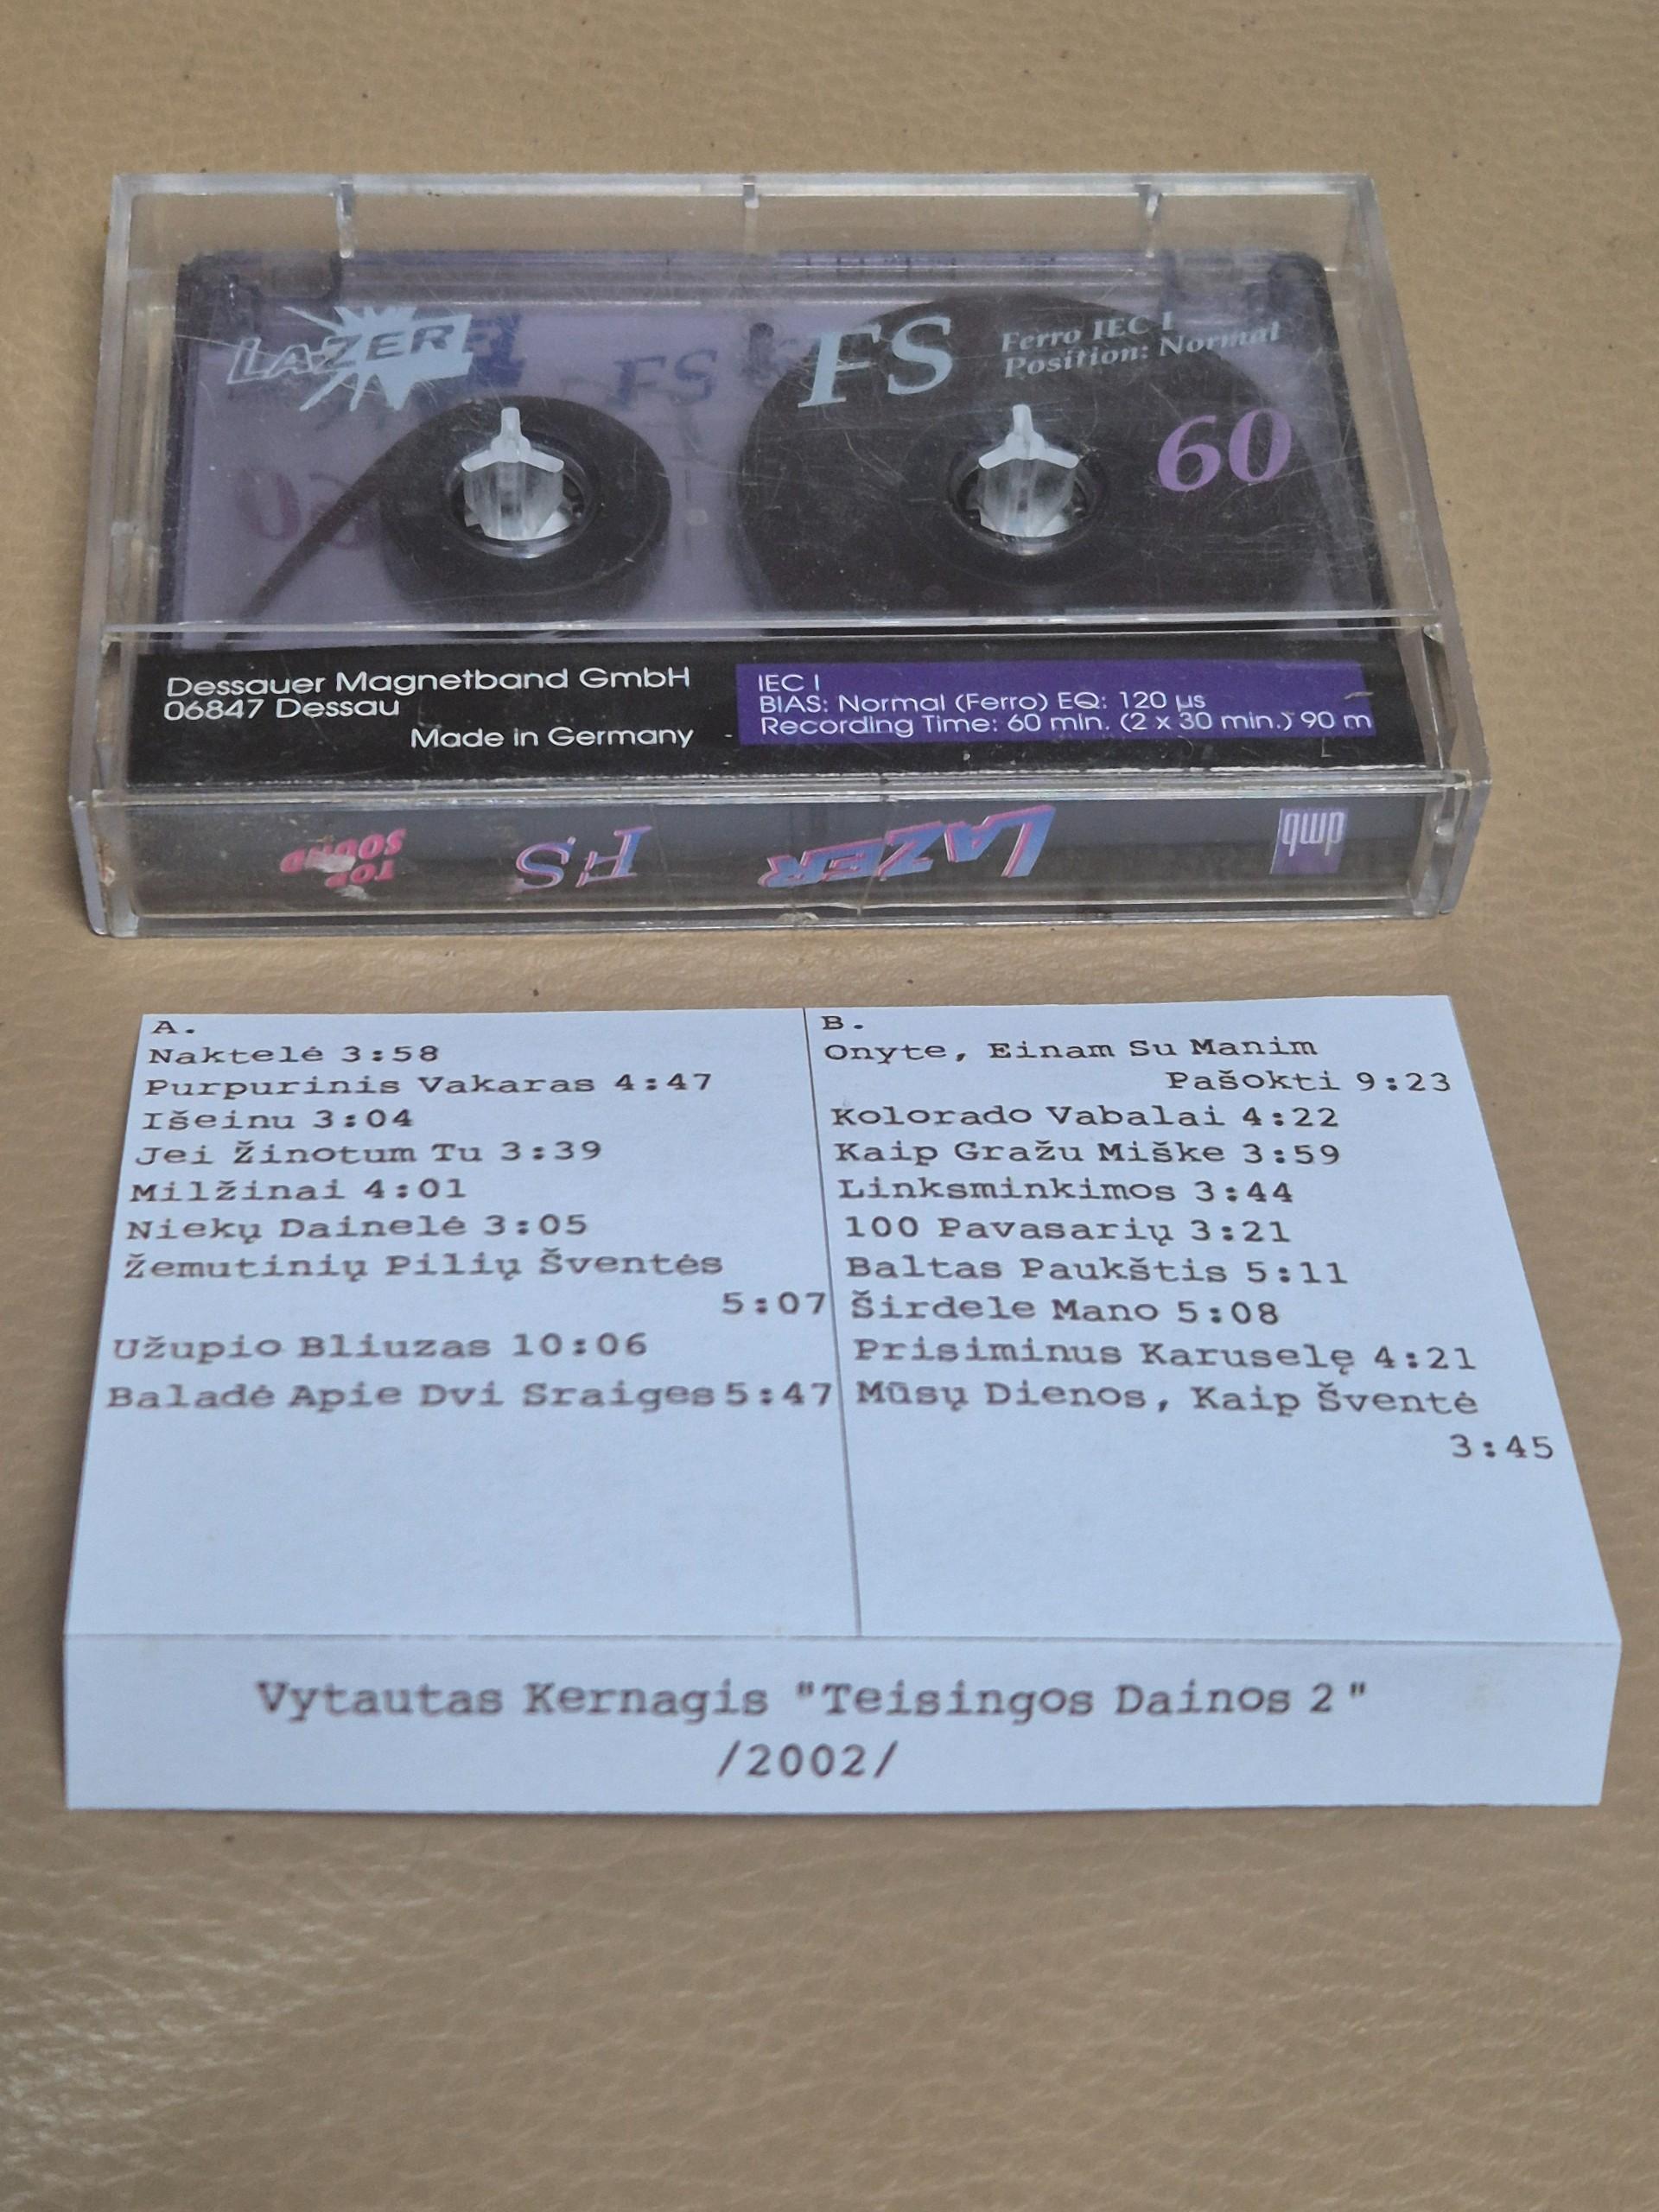 LAZER
FS
Ferro IEC I
Position: Normal
60
Dessauer Magnetband GmbH
06847 Dessau
Made in Germany
IEC I
BIAS: Normal (Ferro) EQ: 120 µs
Recording Time: 60 min. (2 x 30 min.) 90 m
dmb
LAZER
FS
TOP
SOUND
A.
Naktelė 3:58
Purpurinis Vakaras 4:47
Išeinu 3:04
Jei Žinotum Tu 3:39
Milžinai 4:01
Niekų Dainelė 3:05
Žemutinių Pilių Šventės
5:07
Užupio Bliuzas 10:06
Baladė Apie Dvi Sraiges 5:47
B.
Onyte, Einam Su Manim
Pašokti 9:23
Kolorado Vabalai 4:22
Kaip Gražu Miške 3:59
Linksminkimos 3:44
100 Pavasarių 3:21
Baltas Paukštis 5:11
Širdele Mano 5:08
Prisiminus Karuselę 4:21
Mūsų Dienos, Kaip Šventė
3:45
Vytautas Kernagis "Teisingos Dainos 2"
/2002/